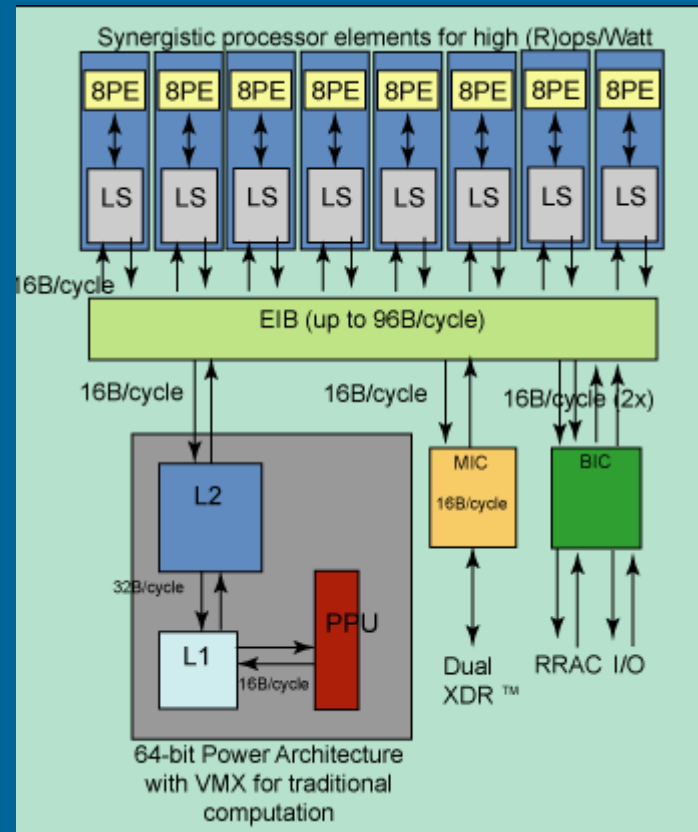 Synergistic processor elements for high (R)ops/Watt
8PE 8PE 8PE 8PE 8PE 8PE 8PE 8PE
LS LS LS LS LS LS LS LS
16B/cycle
EIB (up to 96B/cycle)
16B/cycle 16B/cycle 16B/cycle (2x)
L2
MIC
16B/cycle
BIC
32B/cycle
L1
16B/cycle
PPU
Dual
XDR ™
RRAC I/O
64-bit Power Architecture
with VMX for traditional
computation